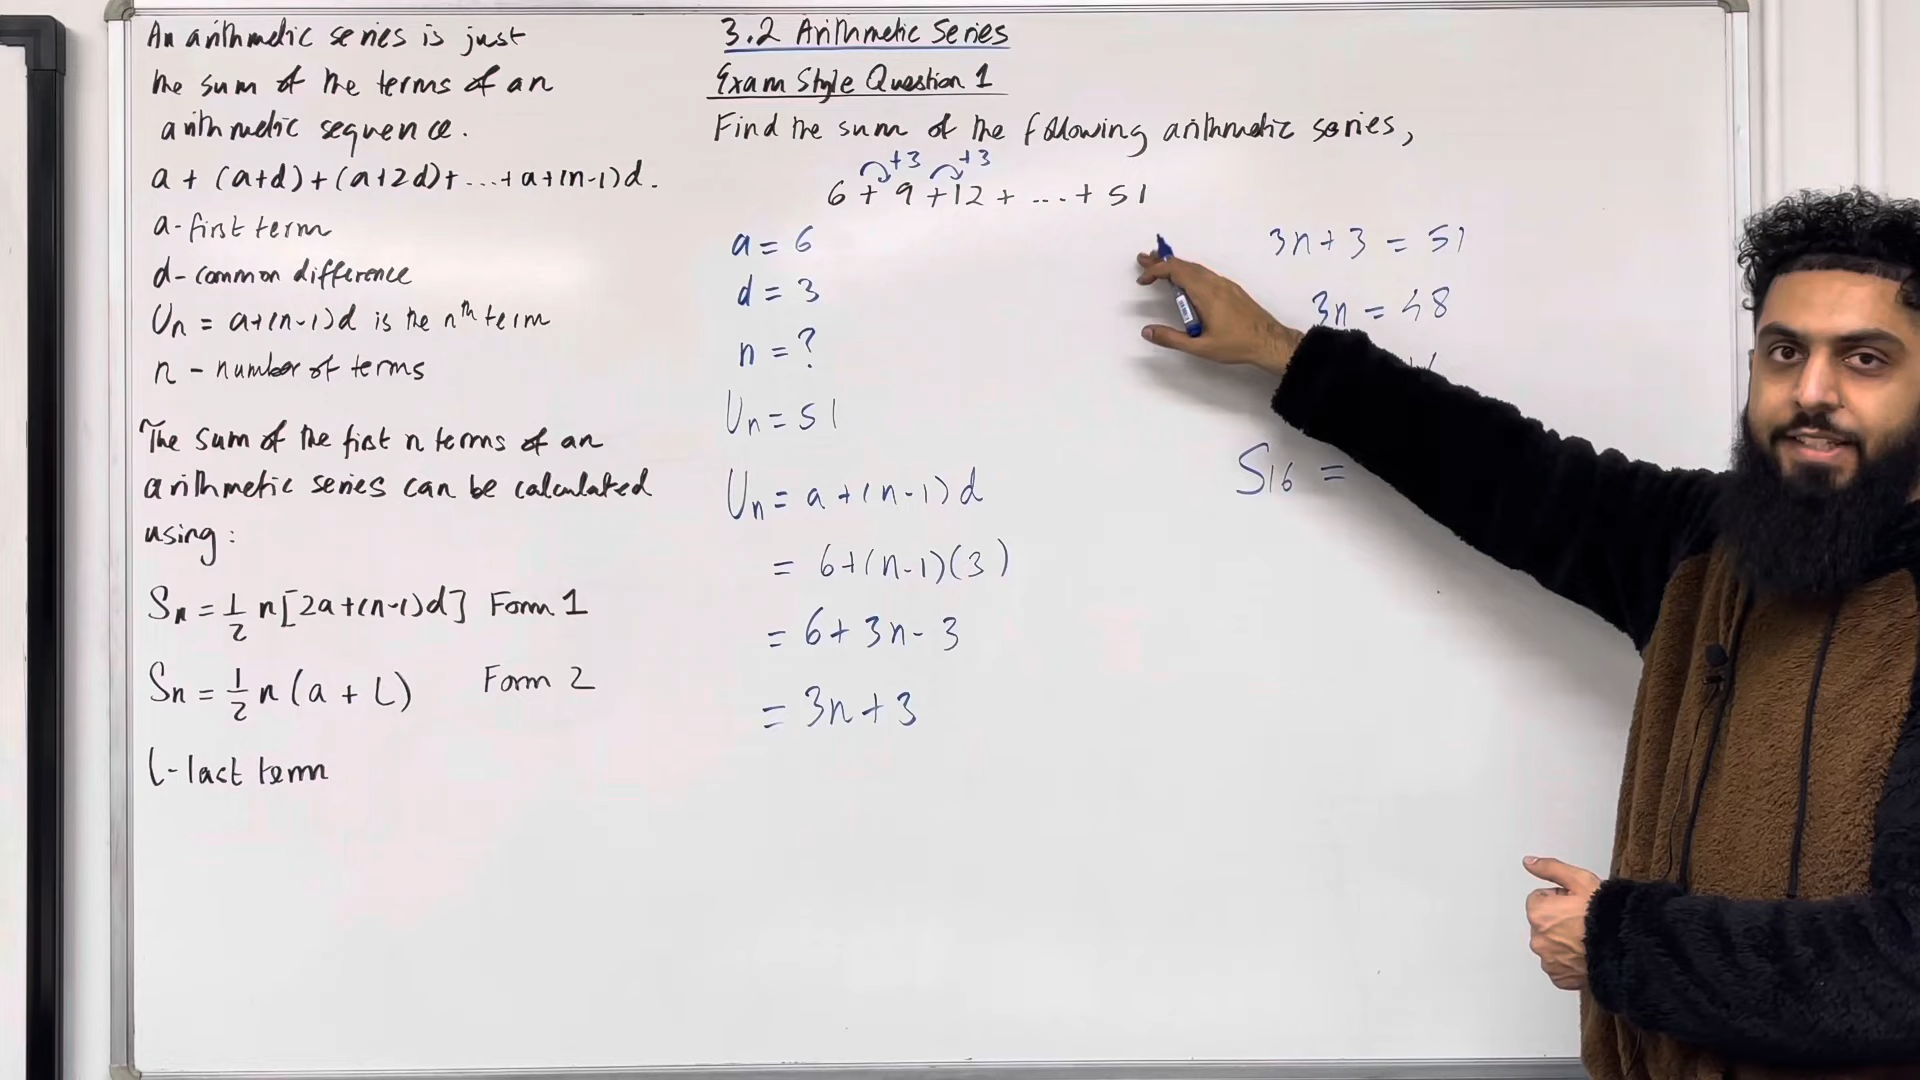 An arithmetic series is just
the sum of the terms of an
arithmetic sequence.
a + (a+d) + (a+2d) + ... + a+(n-1)d.
a - first term
d - common difference
Un = a+(n-1)d is the nth term
n - number of terms
The sum of the first n terms of an
arithmetic series can be calculated
using:
Sn = 1/2 n[2a+(n-1)d] Form 1
Sn = 1/2 n (a + L) Form 2
L - last term
3.2 Arithmetic Series
Exam Style Question 1
Find the sum of the following arithmetic series,
+3 +3
6 + 9 + 12 + ... + 51
a = 6
d = 3
n = ?
Un = 51
Un = a + (n-1)d
= 6+(n-1)(3)
= 6+3n-3
= 3n+3
3n+3 = 51
3n = 48
S16 =